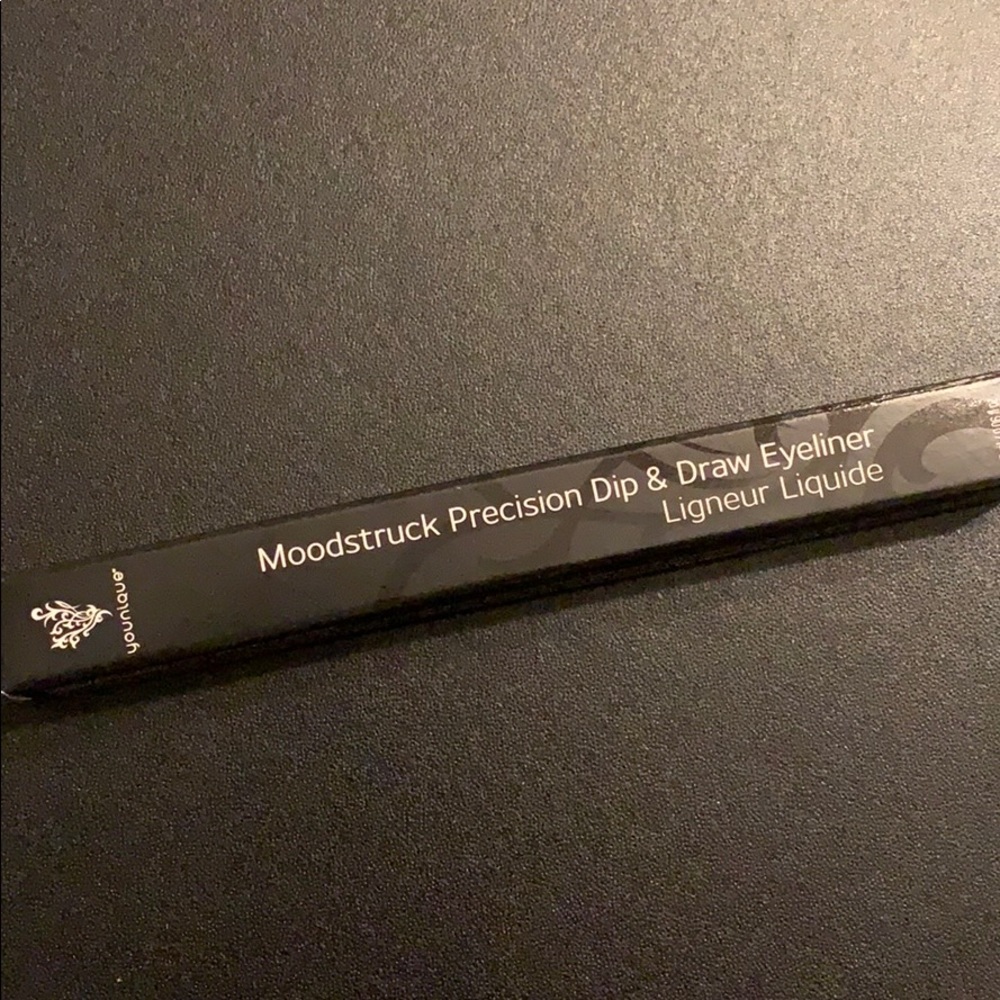 Moodstruck Precision Dip & Draw Eyeliner
Ligneur Liquide
younique